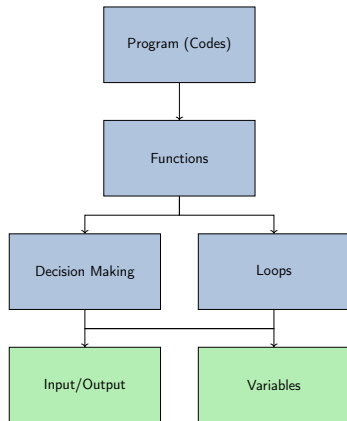 Program (Codes)
Functions
Decision Making
Loops
Input/Output
Variables